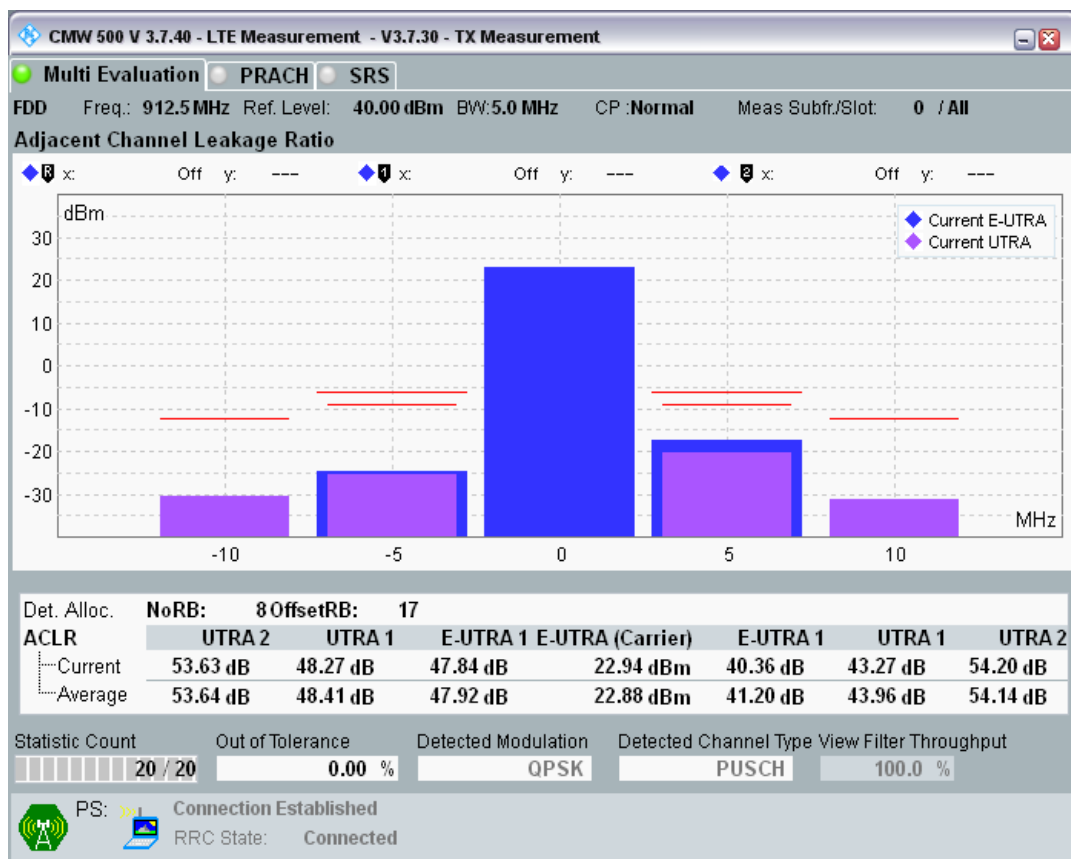 CMW 500 V 3.7.40 - LTE Measurement - V3.7.30 - TX Measurement
Multi Evaluation PRACH SRS
FDD Freq.: 912.5 MHz Ref. Level: 40.00 dBm BW:5.0 MHz CP :Normal Meas Subfr./Slot: 0 / All
Adjacent Channel Leakage Ratio
R x: Off y: --- 1 x: Off y: --- 2 x: Off y: ---
dBm
Current E-UTRA
Current UTRA
30
20
10
0
-10
-20
-30
MHz
-10 -5 0 5 10
Det. Alloc. NoRB: 8 OffsetRB: 17
ACLR UTRA 2 UTRA 1 E-UTRA 1 E-UTRA (Carrier) E-UTRA 1 UTRA 1 UTRA 2
Current 53.63 dB 48.27 dB 47.84 dB 22.94 dBm 40.36 dB 43.27 dB 54.20 dB
Average 53.64 dB 48.41 dB 47.92 dB 22.88 dBm 41.20 dB 43.96 dB 54.14 dB
Statistic Count Out of Tolerance Detected Modulation Detected Channel Type View Filter Throughput
20 / 20 0.00 % QPSK PUSCH 100.0 %
PS: Connection Established
RRC State: Connected